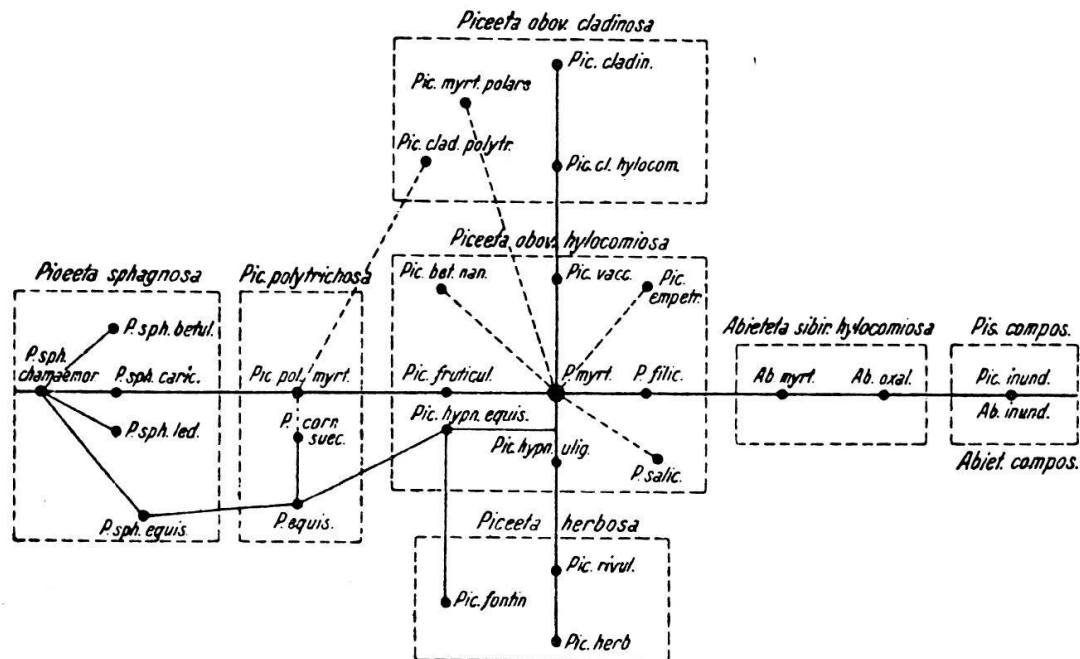 Piceeta obov. cladinosa
Pic. cladin.
Pic. myrt. polare
Pic. clad. polytr.
Pic. cl. hylocom.
Piceeta obov. hylocomiosa
Pic. bet. nan.
Pic. vacc.
Pic.
empetr.
Piceeta sphagnosa
Pic. polytrichosa
P. sph. betul.
P. sph.
chamaemor.
P. sph. caric.
Pic. pol. myrt.
Pic. fruticul.
P. myrt.
P. filic.
Abieteta sibir. hylocomiosa
Ab. myrt.
Ab. oxal.
Pis. compos.
Pic. inund.
Ab. inund.
Abiet. compos.
P. sph. led.
P. corn.
suec.
Pic. hypn. equis.
Pic. hypn. ulig.
P. salic.
P. sph. equis.
P. equis.
Piceeta herbosa
Pic. rivul.
Pic. fontin
Pic. herb